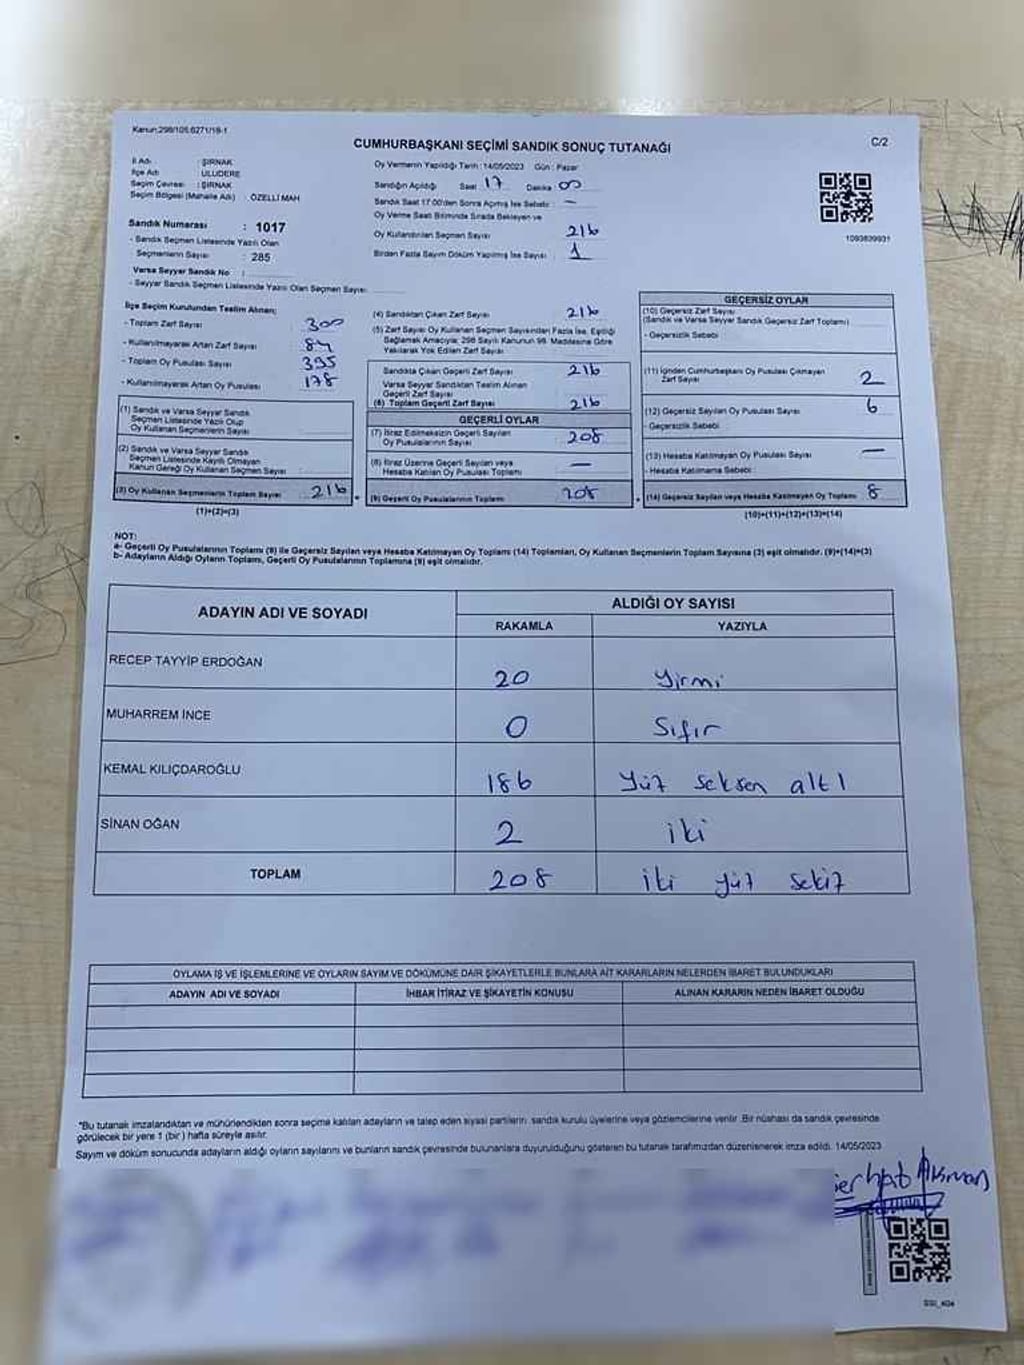 Kanun:298/105.6271/18-1
CUMHURBAŞKANI SEÇİMİ SANDIK SONUÇ TUTANAĞI
C/2
İl Adı : ŞIRNAK
İlçe Adı : ULUDERE
Seçim Çevresi : ŞIRNAK
Seçim Bölgesi (Mahalle Adı) ÖZELLİ MAH
Sandık Numarası : 1017
- Sandık Seçmen Listesinde Yazılı Olan
Seçmenlerin Sayısı : 285
Varsa Seyyar Sandık No :
- Seyyar Sandık Seçmen Listesinde Yazılı Olan Seçmen Sayısı
Oy Vermenin Yapıldığı Tarih : 14/05/2023 Gün : Pazar
Sandığın Açıldığı Saat 17 Dakika 00
Sandık Saat 17:00'den Sonra Açılmış İse Sebebi : —
Oy Verme Saati Bitiminde Sırada Bekleyen ve
Oy Kullandırılan Seçmen Sayısı 216
Birden Fazla Sayım Döküm Yapılmış İse Sayısı : 1
1093839931
İlçe Seçim Kurulundan Teslim Alınan;
- Toplam Zarf Sayısı 300
- Kullanılmayarak Artan Zarf Sayısı 84
- Toplam Oy Pusulası Sayısı 395
- Kullanılmayarak Artan Oy Pusulası 178
(1) Sandık ve Varsa Seyyar Sandık
Seçmen Listesinde Yazılı Olup
Oy Kullanan Seçmenlerin Sayısı
(2) Sandık ve Varsa Seyyar Sandık
Seçmen Listesinde Kayıtlı Olmayan
Kanun Gereği Oy Kullanan Seçmen Sayısı :
(3) Oy Kullanan Seçmenlerin Toplam Sayısı 216
(1)+(2)=(3)
(4) Sandıktan Çıkan Zarf Sayısı 216
(5) Zarf Sayısı Oy Kullanan Seçmen Sayısından Fazla İse, Eşitliği
Sağlamak Amacıyla; 298 Sayılı Kanunun 98. Maddesine Göre
Yakılarak Yok Edilen Zarf Sayısı
Sandıkta Çıkan Geçerli Zarf Sayısı 216
Varsa Seyyar Sandıktan Teslim Alınan
Geçerli Zarf Sayısı
(6) Toplam Geçerli Zarf Sayısı 216
GEÇERLİ OYLAR
(7) İtiraz Edilmeksizin Geçerli Sayılan
Oy Pusulalarının Sayısı 208
(8) İtiraz Üzerine Geçerli Sayılan veya
Hesaba Katılan Oy Pusulası Toplamı —
(9) Geçerli Oy Pusulalarının Toplamı 208
GEÇERSİZ OYLAR
(10) Geçersiz Zarf Sayısı
(Sandık ve Varsa Seyyar Sandık Geçersiz Zarf Toplamı)
- Geçersizlik Sebebi
(11) İçinden Cumhurbaşkanı Oy Pusulası Çıkmayan
Zarf Sayısı 2
(12) Geçersiz Sayılan Oy Pusulası Sayısı 6
- Geçersizlik Sebebi
(13) Hesaba Katılmayan Oy Pusulası Sayısı —
- Hesaba Katılmama Sebebi
(14) Geçersiz Sayılan veya Hesaba Katılmayan Oy Toplamı 8
(10)+(11)+(12)+(13)=(14)
NOT:
a- Geçerli Oy Pusulalarının Toplamı (9) ile Geçersiz Sayılan veya Hesaba Katılmayan Oy Toplamı (14) Toplamları, Oy Kullanan Seçmenlerin Toplam Sayısına (3) eşit olmalıdır. (9)+(14)=(3)
b- Adayların Aldığı Oyların Toplamı, Geçerli Oy Pusulalarının Toplamına (9) eşit olmalıdır.
ADAYIN ADI VE SOYADI
ALDIĞI OY SAYISI
RAKAMLA YAZIYLA
RECEP TAYYİP ERDOĞAN 20 Yirmi
MUHARREM İNCE 0 Sıfır
KEMAL KILIÇDAROĞLU 186 Yüz seksen altı
SİNAN OĞAN 2 iki
TOPLAM 208 iki yüz sekiz
OYLAMA İŞ VE İŞLEMLERİNE VE OYLARIN SAYIM VE DÖKÜMÜNE DAİR ŞİKAYETLERLE BUNLARA AİT KARARLARIN NELERDEN İBARET BULUNDUKLARI
ADAYIN ADI VE SOYADI İHBAR İTİRAZ VE ŞİKAYETİN KONUSU ALINAN KARARIN NEDEN İBARET OLDUĞU
*Bu tutanak imzalandıktan ve mühürlendikten sonra seçime katılan adayların ve talep eden siyasi partilerin sandık kurulu üyelerine veya gözlemcilerine verilir. Bir nüshası da sandık çevresinde
görülecek bir yere 1 (bir) hafta süreyle asılır.
Sayım ve döküm sonucunda adayların aldığı oyların sayılarını ve bunların sandık çevresinde bulunanlara duyurulduğunu gösteren bu tutanak tarafımızdan düzenlenerek imza edildi. 14/05/2023
Serhat Akman